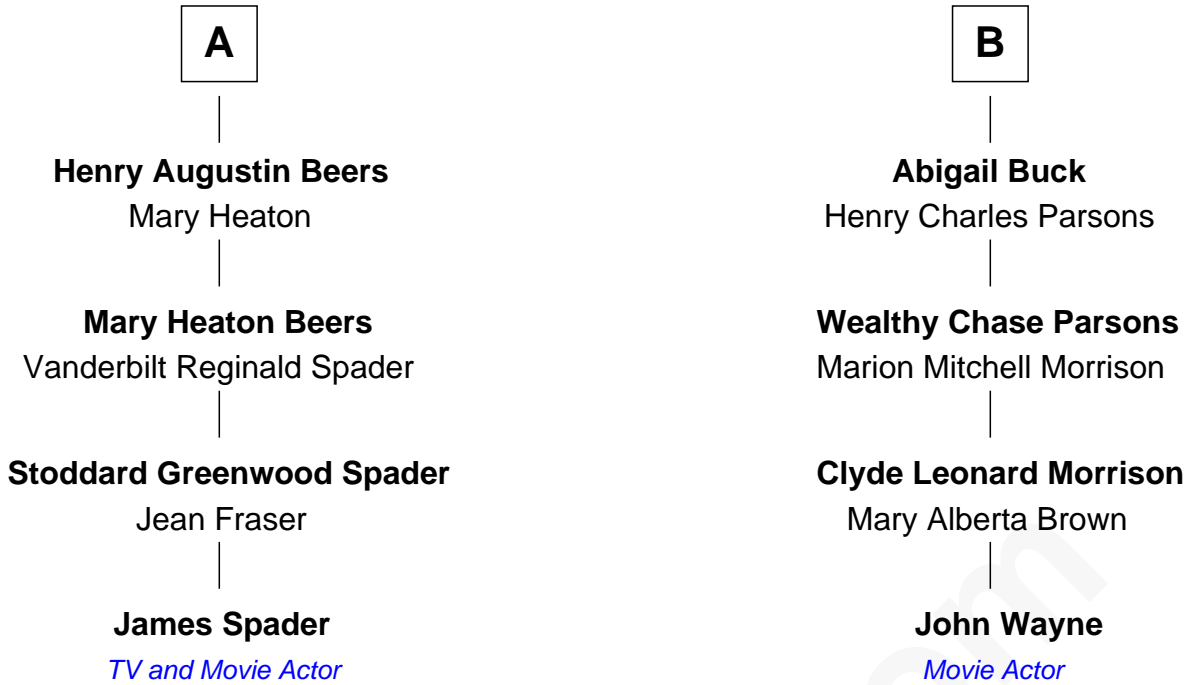 A
Henry Augustin Beers
Mary Heaton
Mary Heaton Beers
Vanderbilt Reginald Spader
Stoddard Greenwood Spader
Jean Fraser
James Spader
TV and Movie Actor
B
Abigail Buck
Henry Charles Parsons
Wealthy Chase Parsons
Marion Mitchell Morrison
Clyde Leonard Morrison
Mary Alberta Brown
John Wayne
Movie Actor